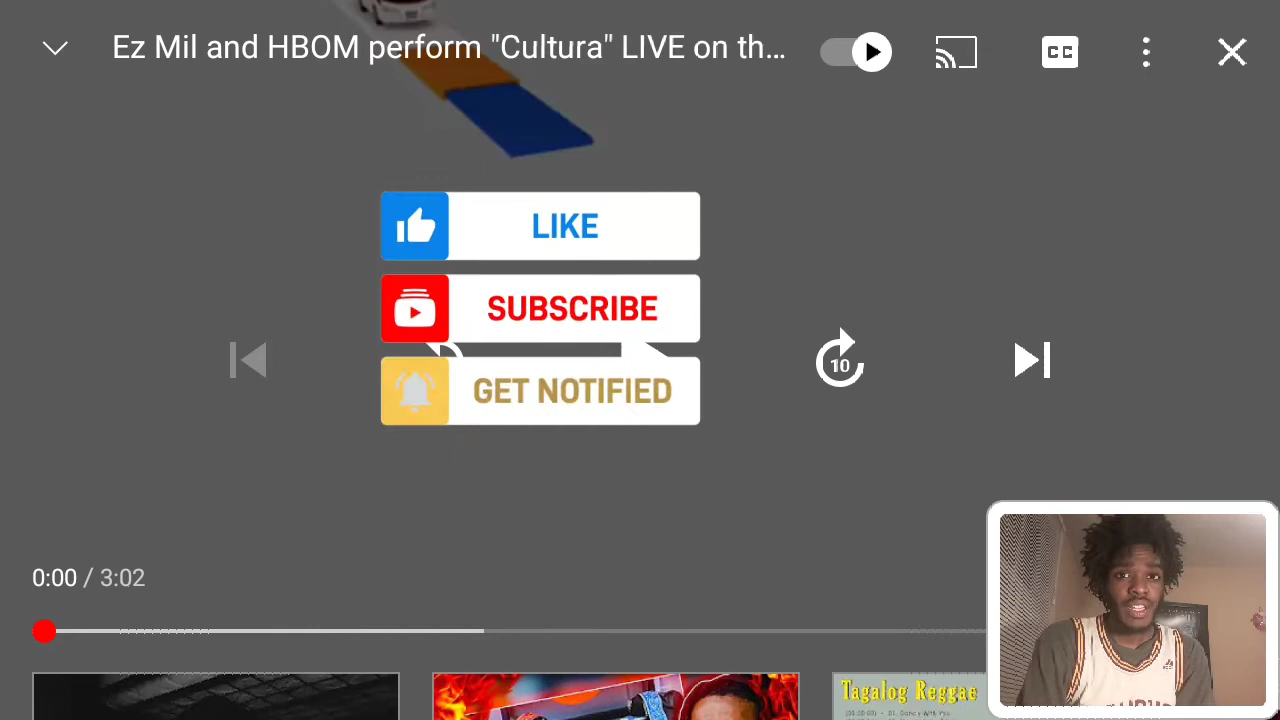 Ez Mil and HBOM perform "Cultura" LIVE on th...
CC
LIKE
SUBSCRIBE
GET NOTIFIED
10
0:00 / 3:02
Tagalog Reggae